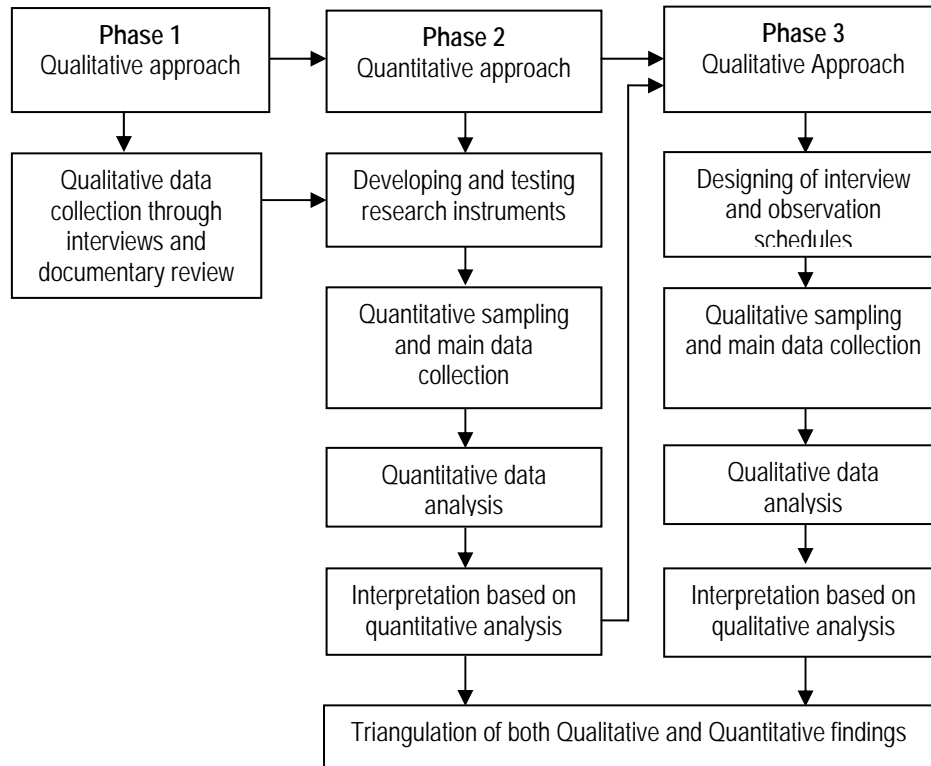 Phase 1
Qualitative approach
Phase 2
Quantitative approach
Phase 3
Qualitative Approach
Qualitative data
collection through
interviews and
documentary review
Developing and testing
research instruments
Designing of interview
and observation
schedules
Quantitative sampling
and main data
collection
Qualitative sampling
and main data collection
Quantitative data
analysis
Qualitative data
analysis
Interpretation based on
quantitative analysis
Interpretation based on
qualitative analysis
Triangulation of both Qualitative and Quantitative findings